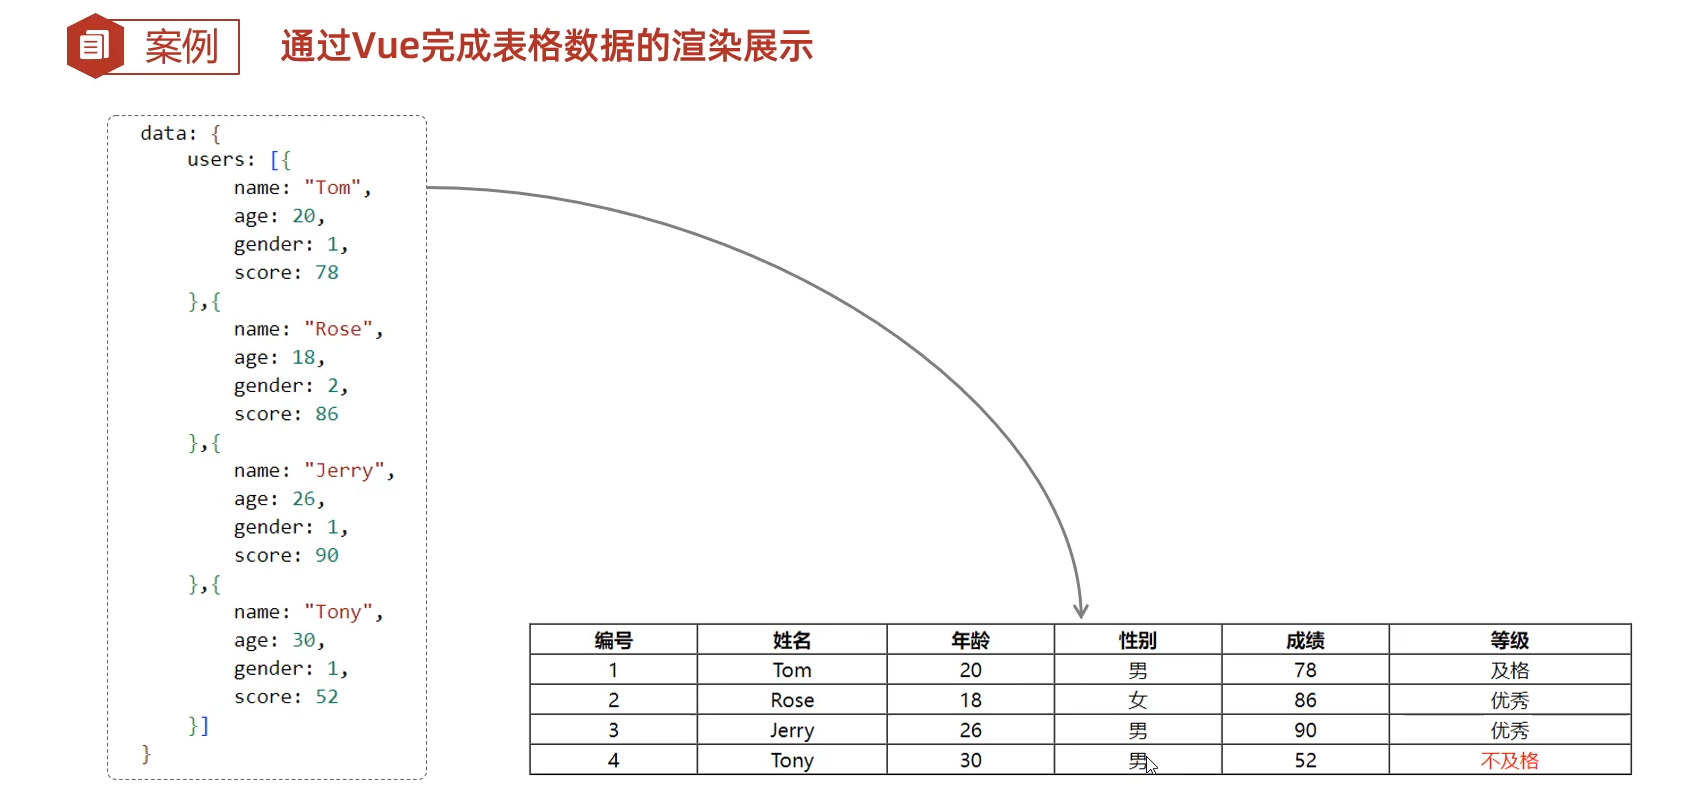 案例
通过Vue完成表格数据的渲染展示
data: {
users: [{
name: "Tom",
age: 20,
gender: 1,
score: 78
},{
name: "Rose",
age: 18,
gender: 2,
score: 86
},{
name: "Jerry",
age: 26,
gender: 1,
score: 90
},{
name: "Tony",
age: 30,
gender: 1,
score: 52
}]
}
编号 姓名 年龄 性别 成绩 等级
1 Tom 20 男 78 及格
2 Rose 18 女 86 优秀
3 Jerry 26 男 90 优秀
4 Tony 30 男 52 不及格